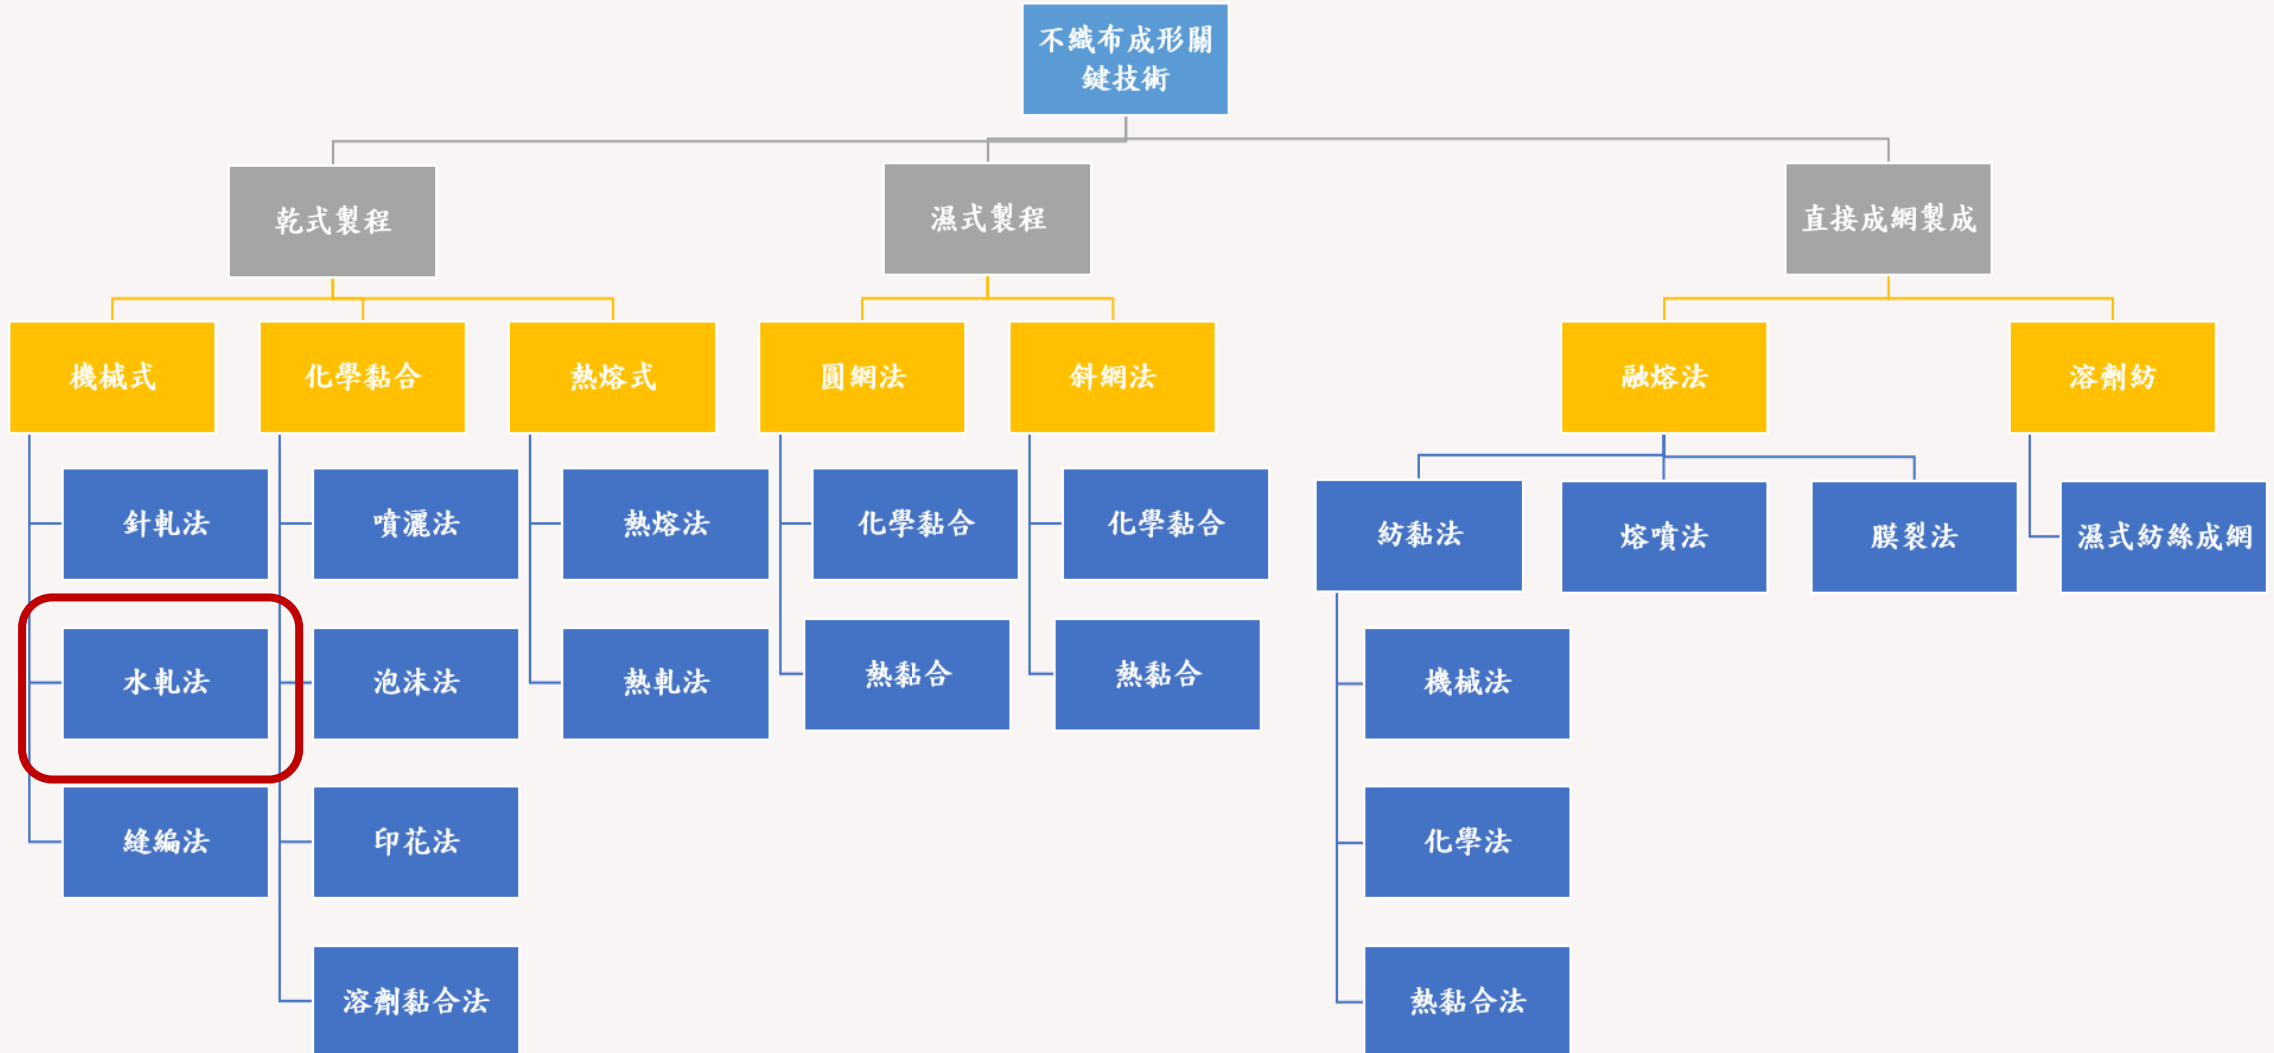 不織布成形關
鍵技術
乾式製程
濕式製程
直接成網製成
機械式
化學黏合
熱熔式
圓網法
斜網法
融熔法
溶劑紡
針軋法
噴灑法
熱熔法
化學黏合
化學黏合
紡黏法
熔噴法
膜裂法
濕式紡絲成網
水軋法
泡沫法
熱軋法
熱黏合
熱黏合
機械法
縫編法
印花法
化學法
溶劑黏合法
熱黏合法